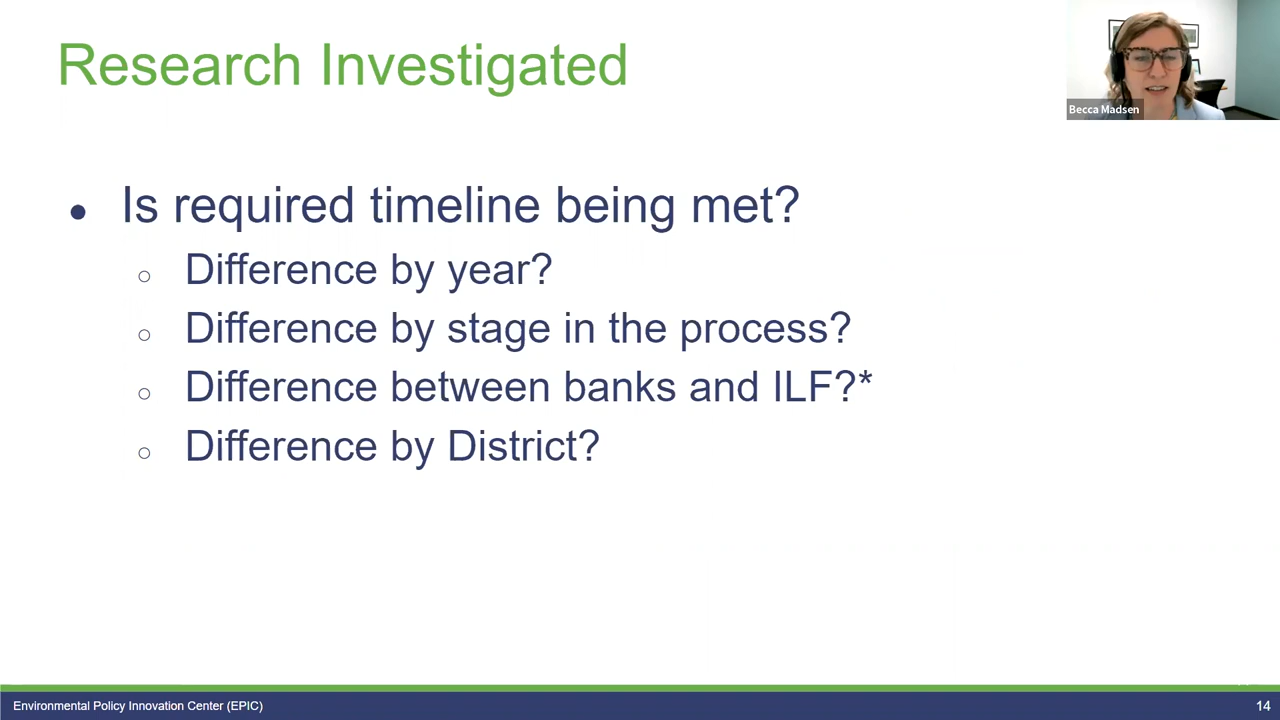 Research Investigated
Becca Madsen
● Is required timeline being met?
○ Difference by year?
○ Difference by stage in the process?
○ Difference between banks and ILF?*
○ Difference by District?
Environmental Policy Innovation Center (EPIC)
14